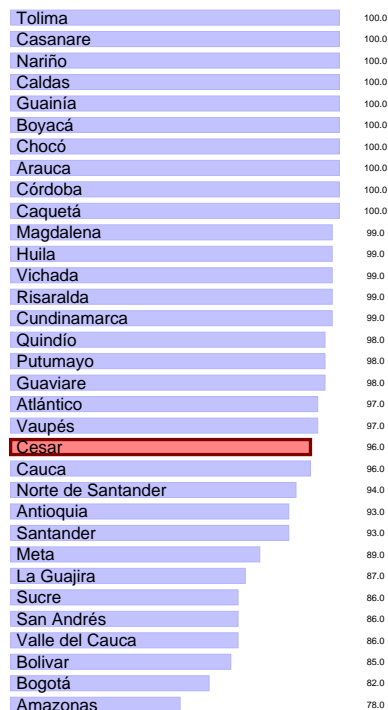 Tolima 100.0
Casanare 100.0
Nariño 100.0
Caldas 100.0
Guainía 100.0
Boyacá 100.0
Chocó 100.0
Arauca 100.0
Córdoba 100.0
Caquetá 100.0
Magdalena 99.0
Huila 99.0
Vichada 99.0
Risaralda 99.0
Cundinamarca 99.0
Quindío 98.0
Putumayo 98.0
Guaviare 98.0
Atlántico 97.0
Vaupés 97.0
Cesar 96.0
Cauca 96.0
Norte de Santander 94.0
Antioquia 93.0
Santander 93.0
Meta 89.0
La Guajira 87.0
Sucre 86.0
San Andrés 86.0
Valle del Cauca 86.0
Bolivar 85.0
Bogotá 82.0
Amazonas 78.0